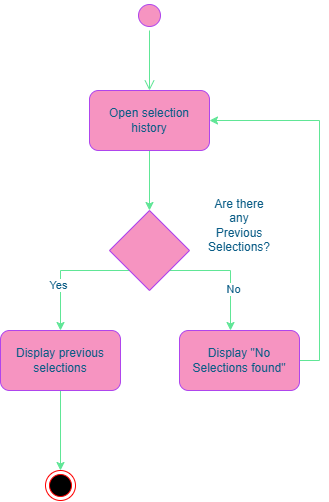 Open selection
history
Are there
any
Previous
Selections?
Yes
No
Display previous
selections
Display "No
Selections found"